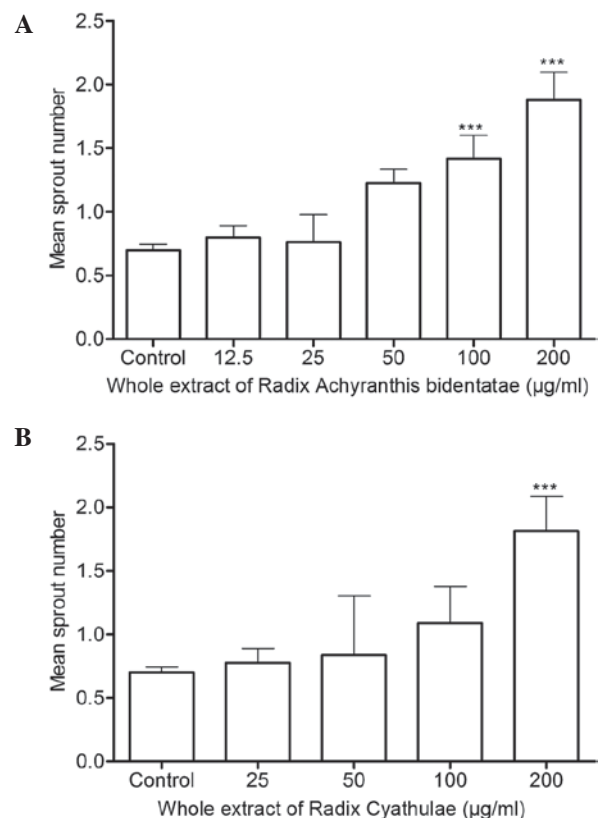 A
Mean sprout number
2.5
2.0
1.5
1.0
0.5
0.0
***
***
Control 12.5 25 50 100 200
Whole extract of Radix Achyranthis bidentatae (µg/ml)
B
Mean sprout number
2.5
2.0
1.5
1.0
0.5
0.0
***
Control 25 50 100 200
Whole extract of Radix Cyathulae (µg/ml)